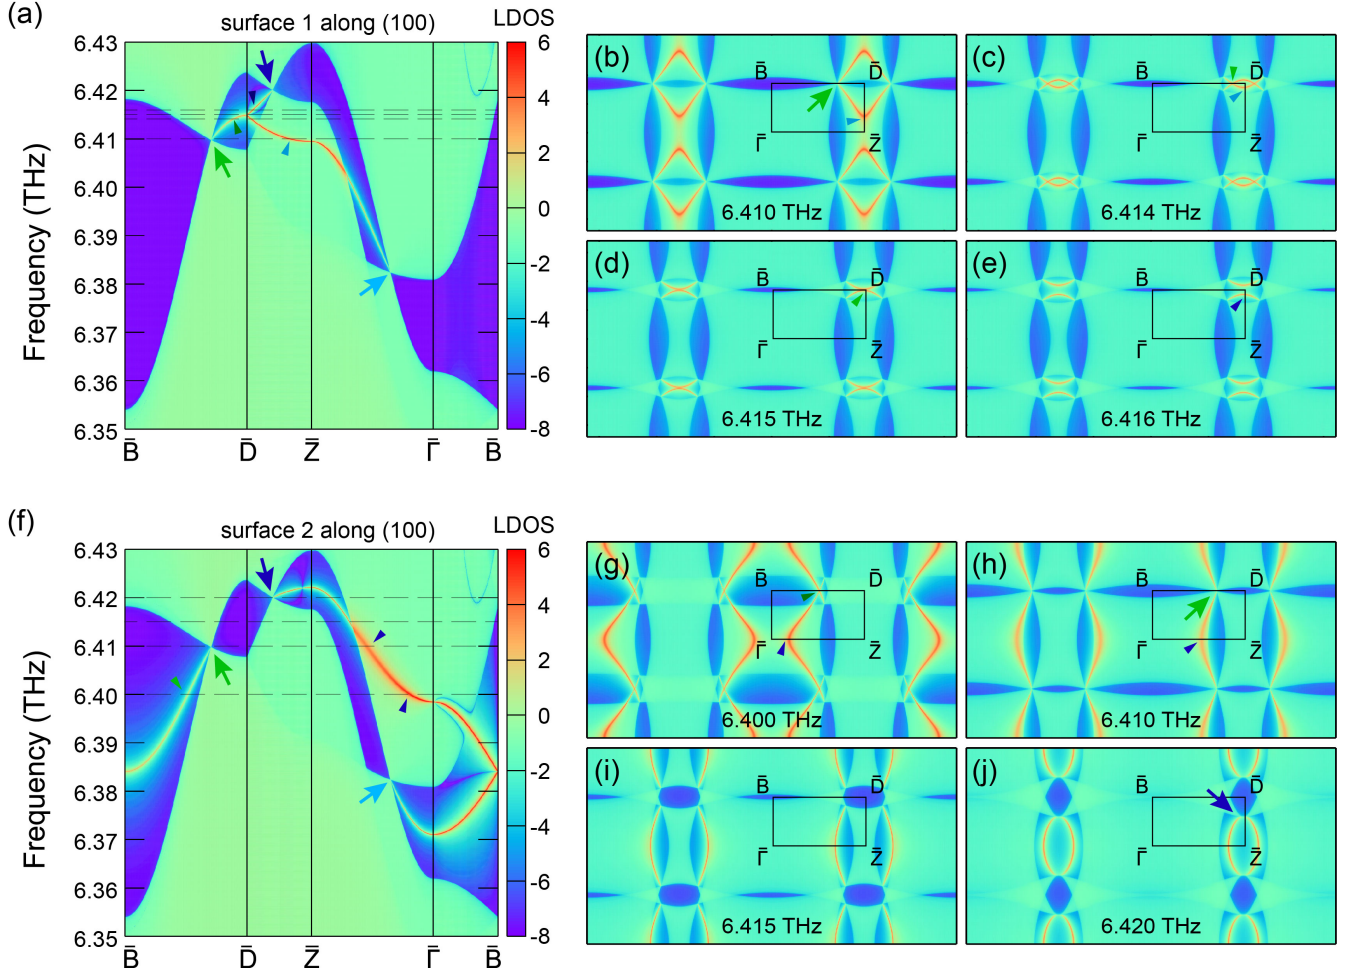 (a)
surface 1 along (100)
LDOS
Frequency (THz)
6.43
6.42
6.41
6.40
6.39
6.38
6.37
6.36
6.35
B̄
D̄
Z̄
Γ̄
B̄
6
4
2
0
-2
-4
-6
-8
(b)
B̄
D̄
Γ̄
Z̄
6.410 THz
(c)
B̄
D̄
Γ̄
Z̄
6.414 THz
(d)
B̄
D̄
Γ̄
Z̄
6.415 THz
(e)
B̄
D̄
Γ̄
Z̄
6.416 THz
(f)
surface 2 along (100)
LDOS
Frequency (THz)
6.43
6.42
6.41
6.40
6.39
6.38
6.37
6.36
6.35
B̄
D̄
Z̄
Γ̄
B̄
6
4
2
0
-2
-4
-6
-8
(g)
B̄
D̄
Γ̄
Z̄
6.400 THz
(h)
B̄
D̄
Γ̄
Z̄
6.410 THz
(i)
B̄
D̄
Γ̄
Z̄
6.415 THz
(j)
B̄
D̄
Γ̄
Z̄
6.420 THz